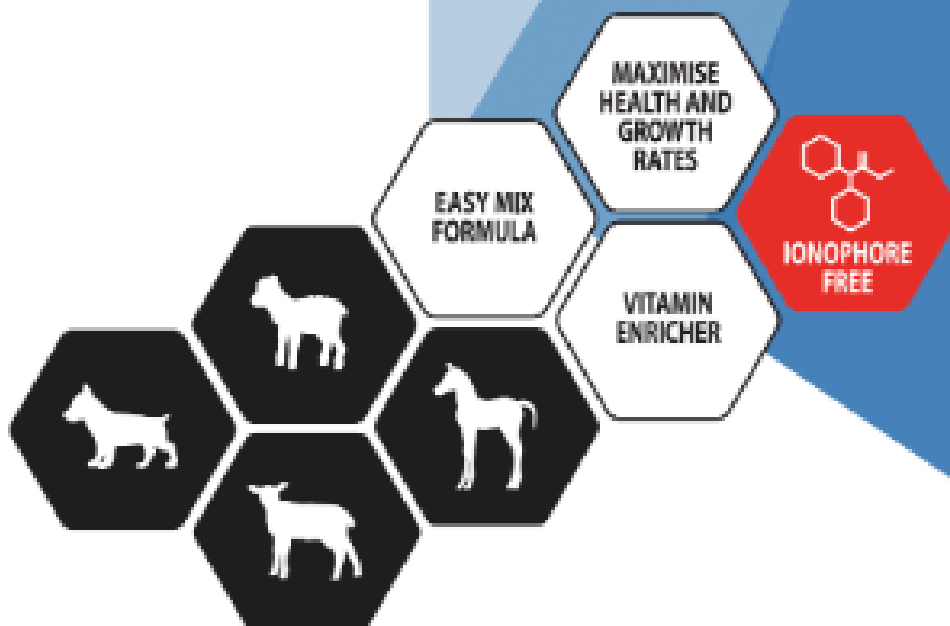 MAXIMISE
HEALTH AND
GROWTH
RATES
EASY MIX
FORMULA
IONOPHORE
FREE
VITAMIN
ENRICHER